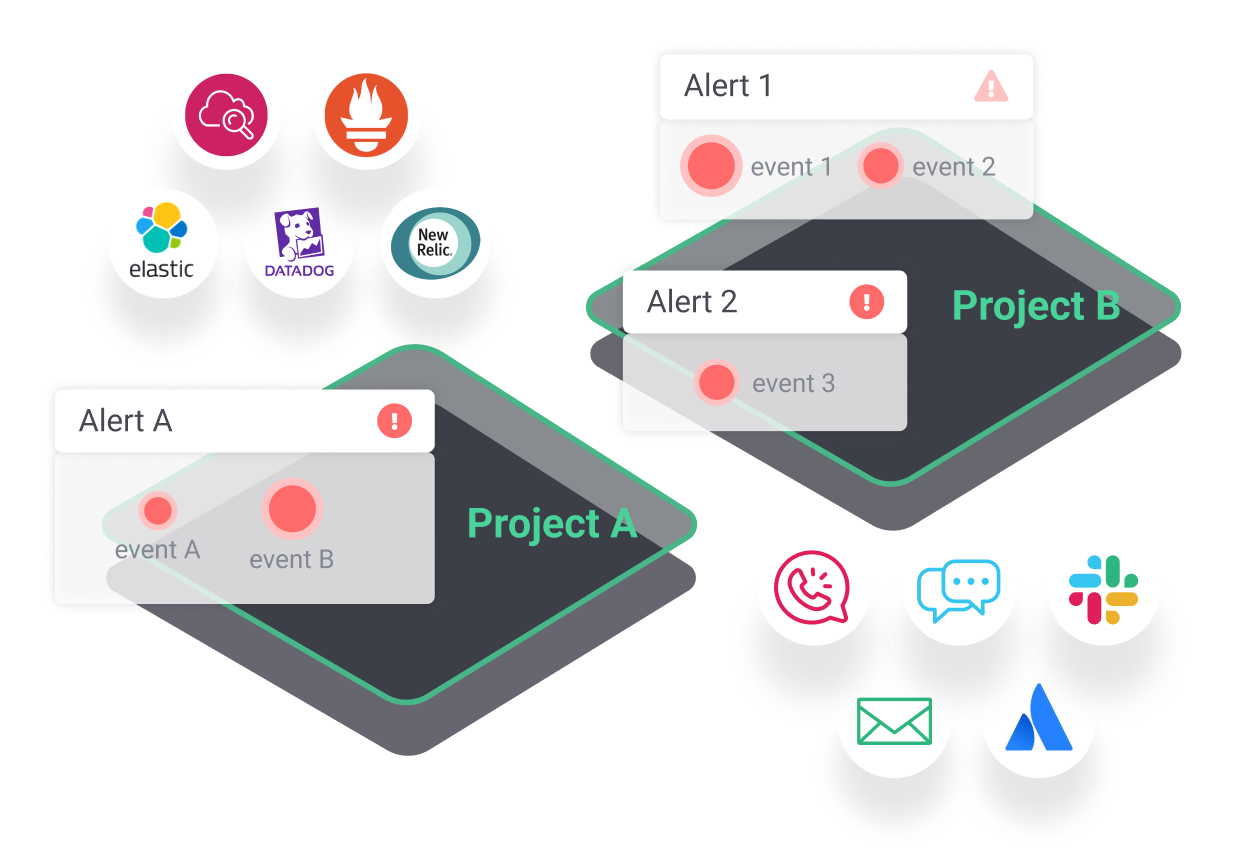 Alert 1
event 1
event 2
elastic
DATADOG
New
Relic.
Alert 2
Project B
event 3
Alert A
Project A
event A
event B